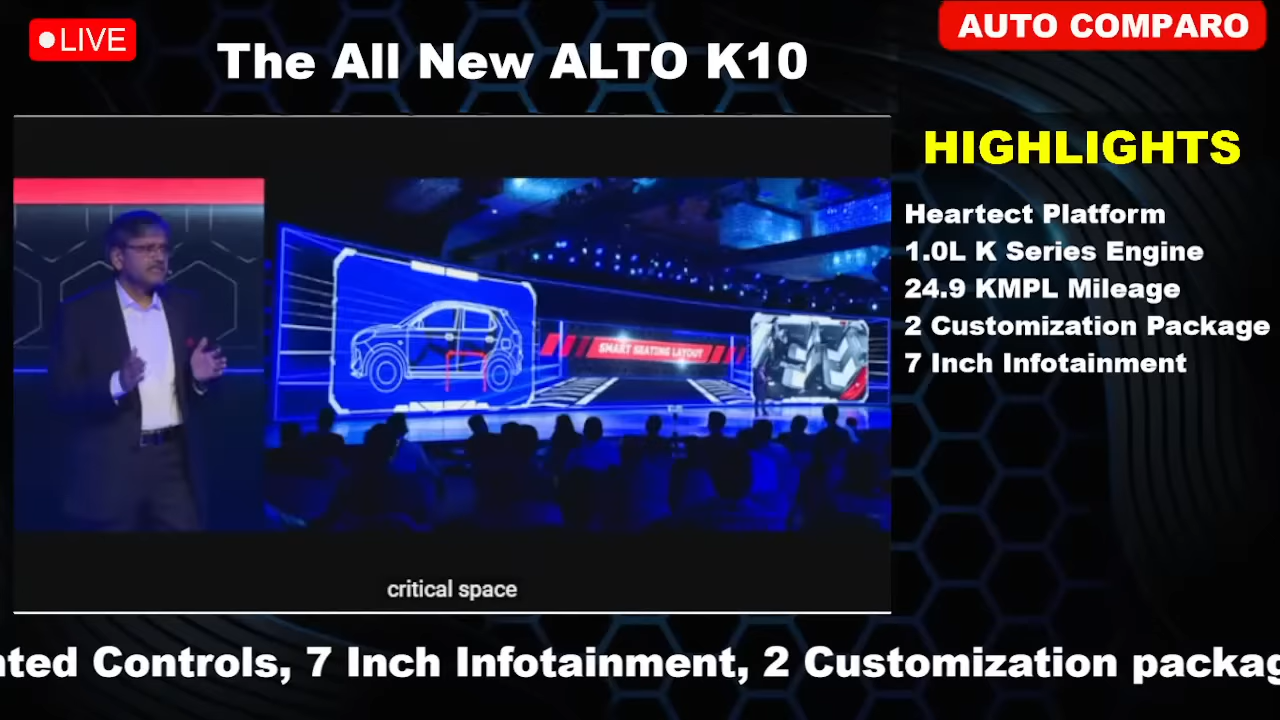 LIVE
AUTO COMPARO
The All New ALTO K10
HIGHLIGHTS
Heartect Platform
1.0L K Series Engine
24.9 KMPL Mileage
2 Customization Package
7 Inch Infotainment
SMART SEATING LAYOUT
critical space
nted Controls, 7 Inch Infotainment, 2 Customization packag